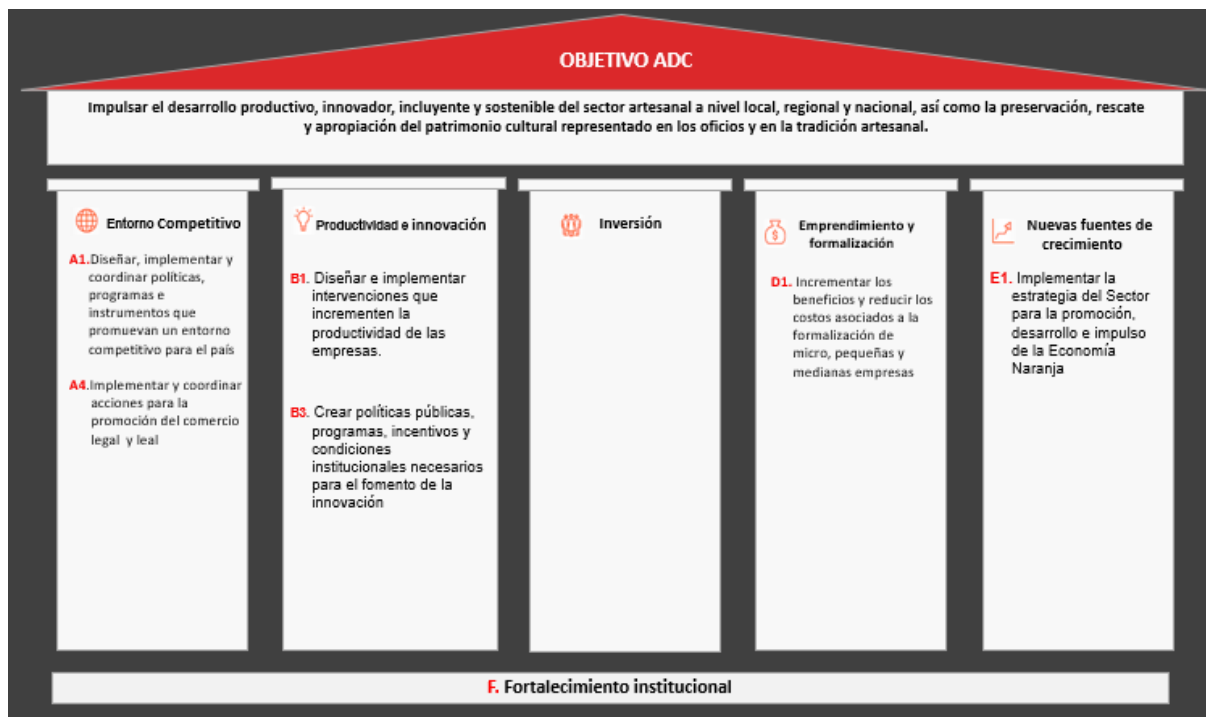 OBJETIVO ADC
Impulsar el desarrollo productivo, innovador, incluyente y sostenible del sector artesanal a nivel local, regional y nacional, así como la preservación, rescate
y apropiación del patrimonio cultural representado en los oficios y en la tradición artesanal.
Entorno Competitivo
A1.Diseñar, implementar y
coordinar políticas,
programas e
instrumentos que
promuevan un entorno
competitivo para el país
A4.Implementar y coordinar
acciones para la
promoción del comercio
legal y leal
Productividad e innovación
B1. Diseñar e implementar
intervenciones que
incrementen la
productividad de las
empresas.
B3. Crear políticas públicas,
programas, incentivos y
condiciones
institucionales necesarios
para el fomento de la
innovación
Inversión
Emprendimiento y
formalización
D1. Incrementar los
beneficios y reducir los
costos asociados a la
formalización de
micro, pequeñas y
medianas empresas
Nuevas fuentes de
crecimiento
E1. Implementar la
estrategia del Sector
para la promoción,
desarrollo e impulso
de la Economía
Naranja
F. Fortalecimiento institucional